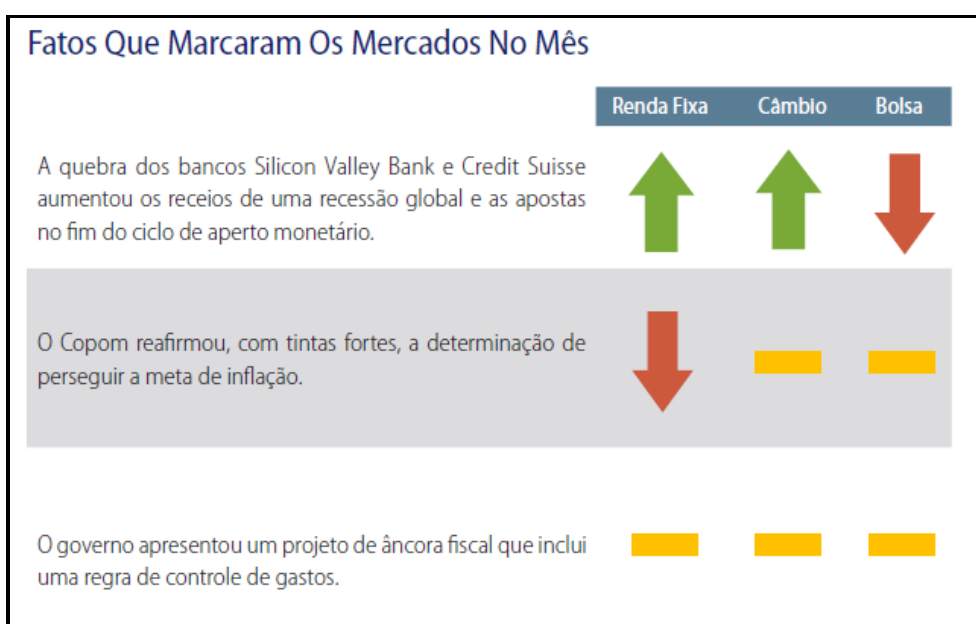 Fatos Que Marcaram Os Mercados No Mês
Renda Fixa Câmbio Bolsa
A quebra dos bancos Silicon Valley Bank e Credit Suisse
aumentou os receios de uma recessão global e as apostas
no fim do ciclo de aperto monetário.
O Copom reafirmou, com tintas fortes, a determinação de
perseguir a meta de inflação.
O governo apresentou um projeto de âncora fiscal que inclui
uma regra de controle de gastos.